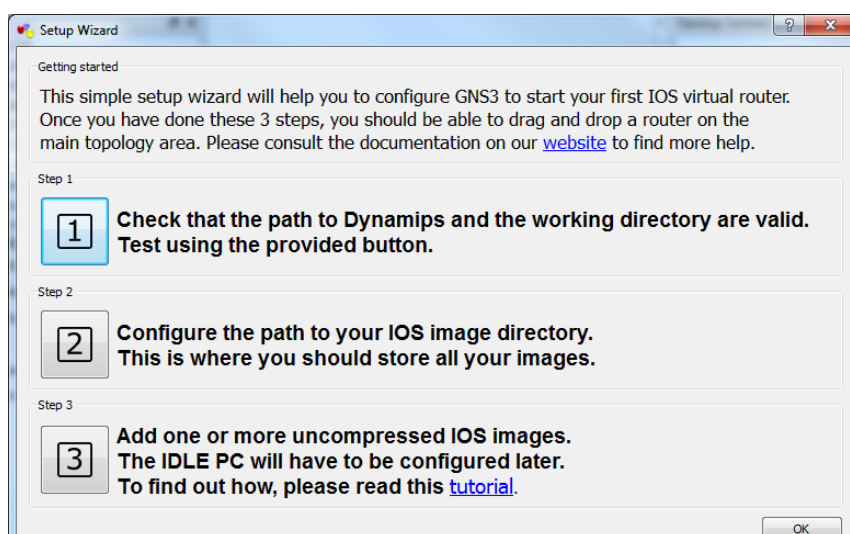 Setup Wizard
?
X
Getting started
This simple setup wizard will help you to configure GNS3 to start your first IOS virtual router.
Once you have done these 3 steps, you should be able to drag and drop a router on the
main topology area. Please consult the documentation on our website to find more help.
Step 1
1
Check that the path to Dynamips and the working directory are valid.
Test using the provided button.
Step 2
2
Configure the path to your IOS image directory.
This is where you should store all your images.
Step 3
3
Add one or more uncompressed IOS images.
The IDLE PC will have to be configured later.
To find out how, please read this tutorial.
OK